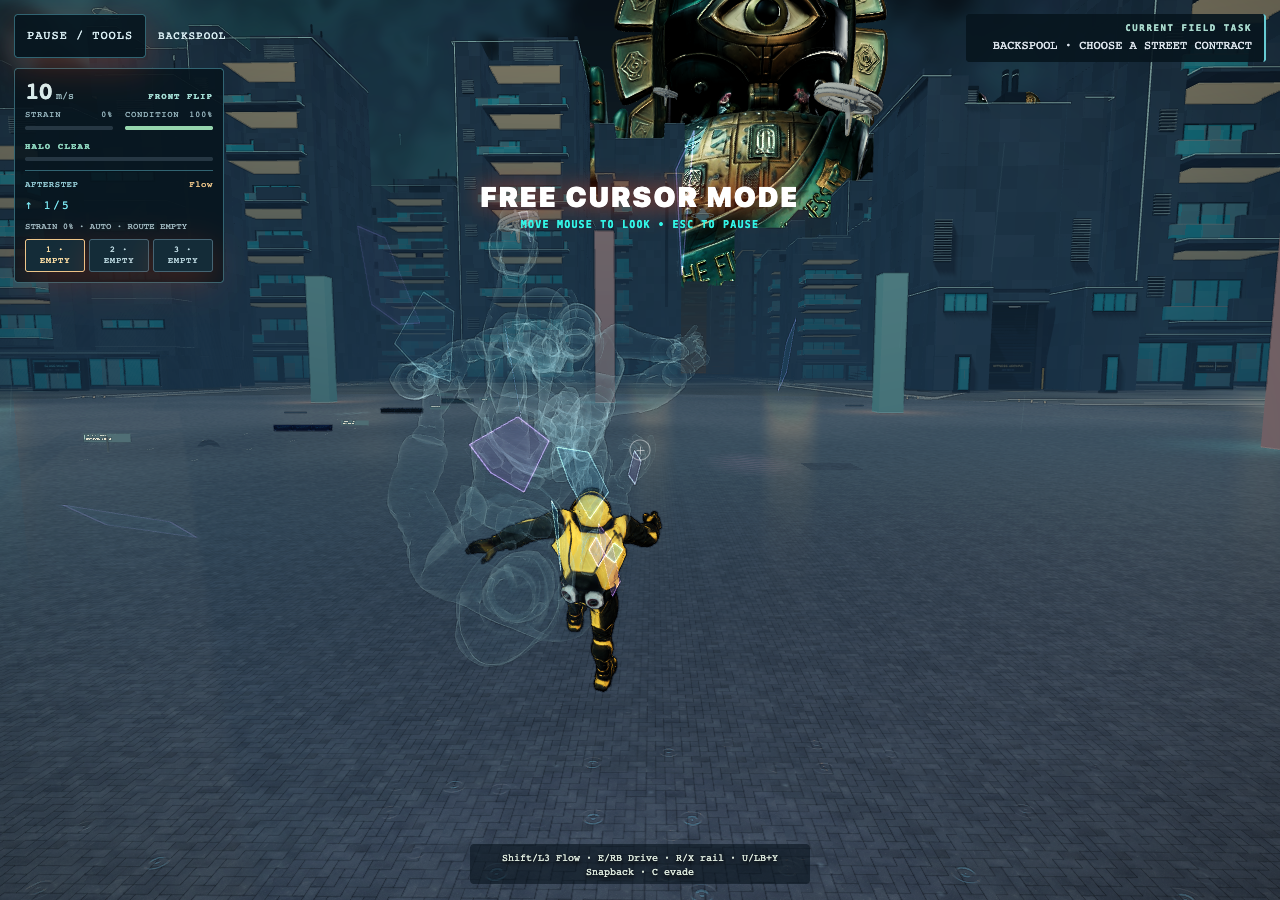 PAUSE / TOOLS
BACKSPOOL
CURRENT FIELD TASK
BACKSPOOL · CHOOSE A STREET CONTRACT
10 m/s
FRONT FLIP
STRAIN 0%
CONDITION 100%
HALO CLEAR
AFTERSTEP
Flow
↑ 1/5
STRAIN 0% · AUTO · ROUTE EMPTY
1 · EMPTY
2 · EMPTY
3 · EMPTY
FREE CURSOR MODE
MOVE MOUSE TO LOOK • ESC TO PAUSE
HE FI
Shift/L3 Flow · E/RB Drive · R/X rail · U/LB+Y
Snapback · C evade